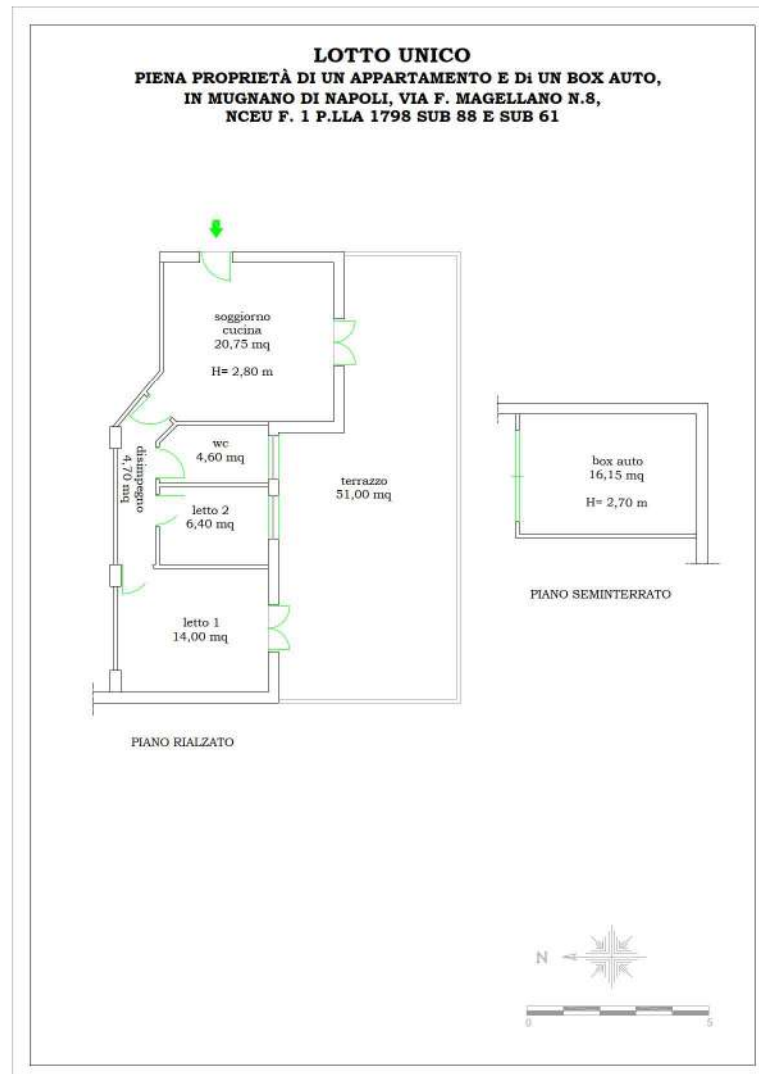 LOTTO UNICO
PIENA PROPRIETÀ DI UN APPARTAMENTO E Di UN BOX AUTO,
IN MUGNANO DI NAPOLI, VIA F. MAGELLANO N.8,
NCEU F. 1 P.LLA 1798 SUB 88 E SUB 61
soggiorno
cucina
20,75 mq
H= 2,80 m
wc
4,60 mq
disimpegno
4,70 mq
letto 2
6,40 mq
terrazzo
51,00 mq
letto 1
14,00 mq
PIANO RIALZATO
box auto
16,15 mq
H= 2,70 m
PIANO SEMINTERRATO
N
0 5